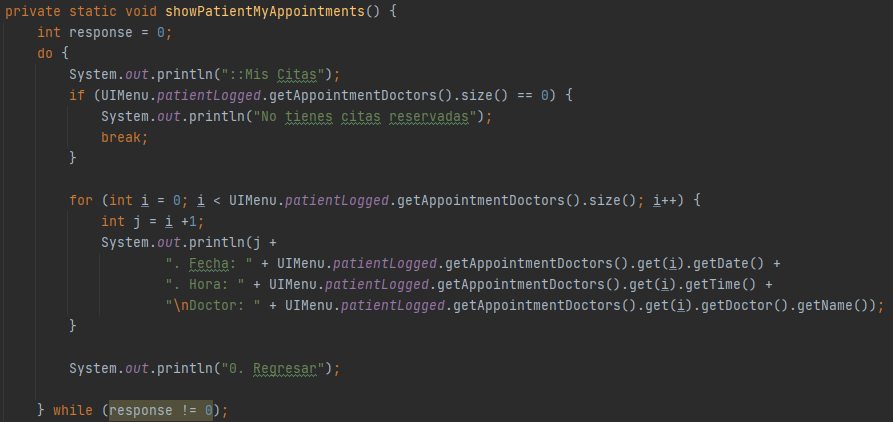 private static void showPatientMyAppointments() {
    int response = 0;
    do {
        System.out.println("::Mis Citas");
        if (UIMenu.patientLogged.getAppointmentDoctors().size() == 0) {
            System.out.println("No tienes citas reservadas");
            break;
        }

        for (int i = 0; i < UIMenu.patientLogged.getAppointmentDoctors().size(); i++) {
            int j = i +1;
            System.out.println(j +
                    ". Fecha: " + UIMenu.patientLogged.getAppointmentDoctors().get(i).getDate() +
                    ". Hora: " + UIMenu.patientLogged.getAppointmentDoctors().get(i).getTime() +
                    "\nDoctor: " + UIMenu.patientLogged.getAppointmentDoctors().get(i).getDoctor().getName());
        }

        System.out.println("0. Regresar");

    } while (response != 0);